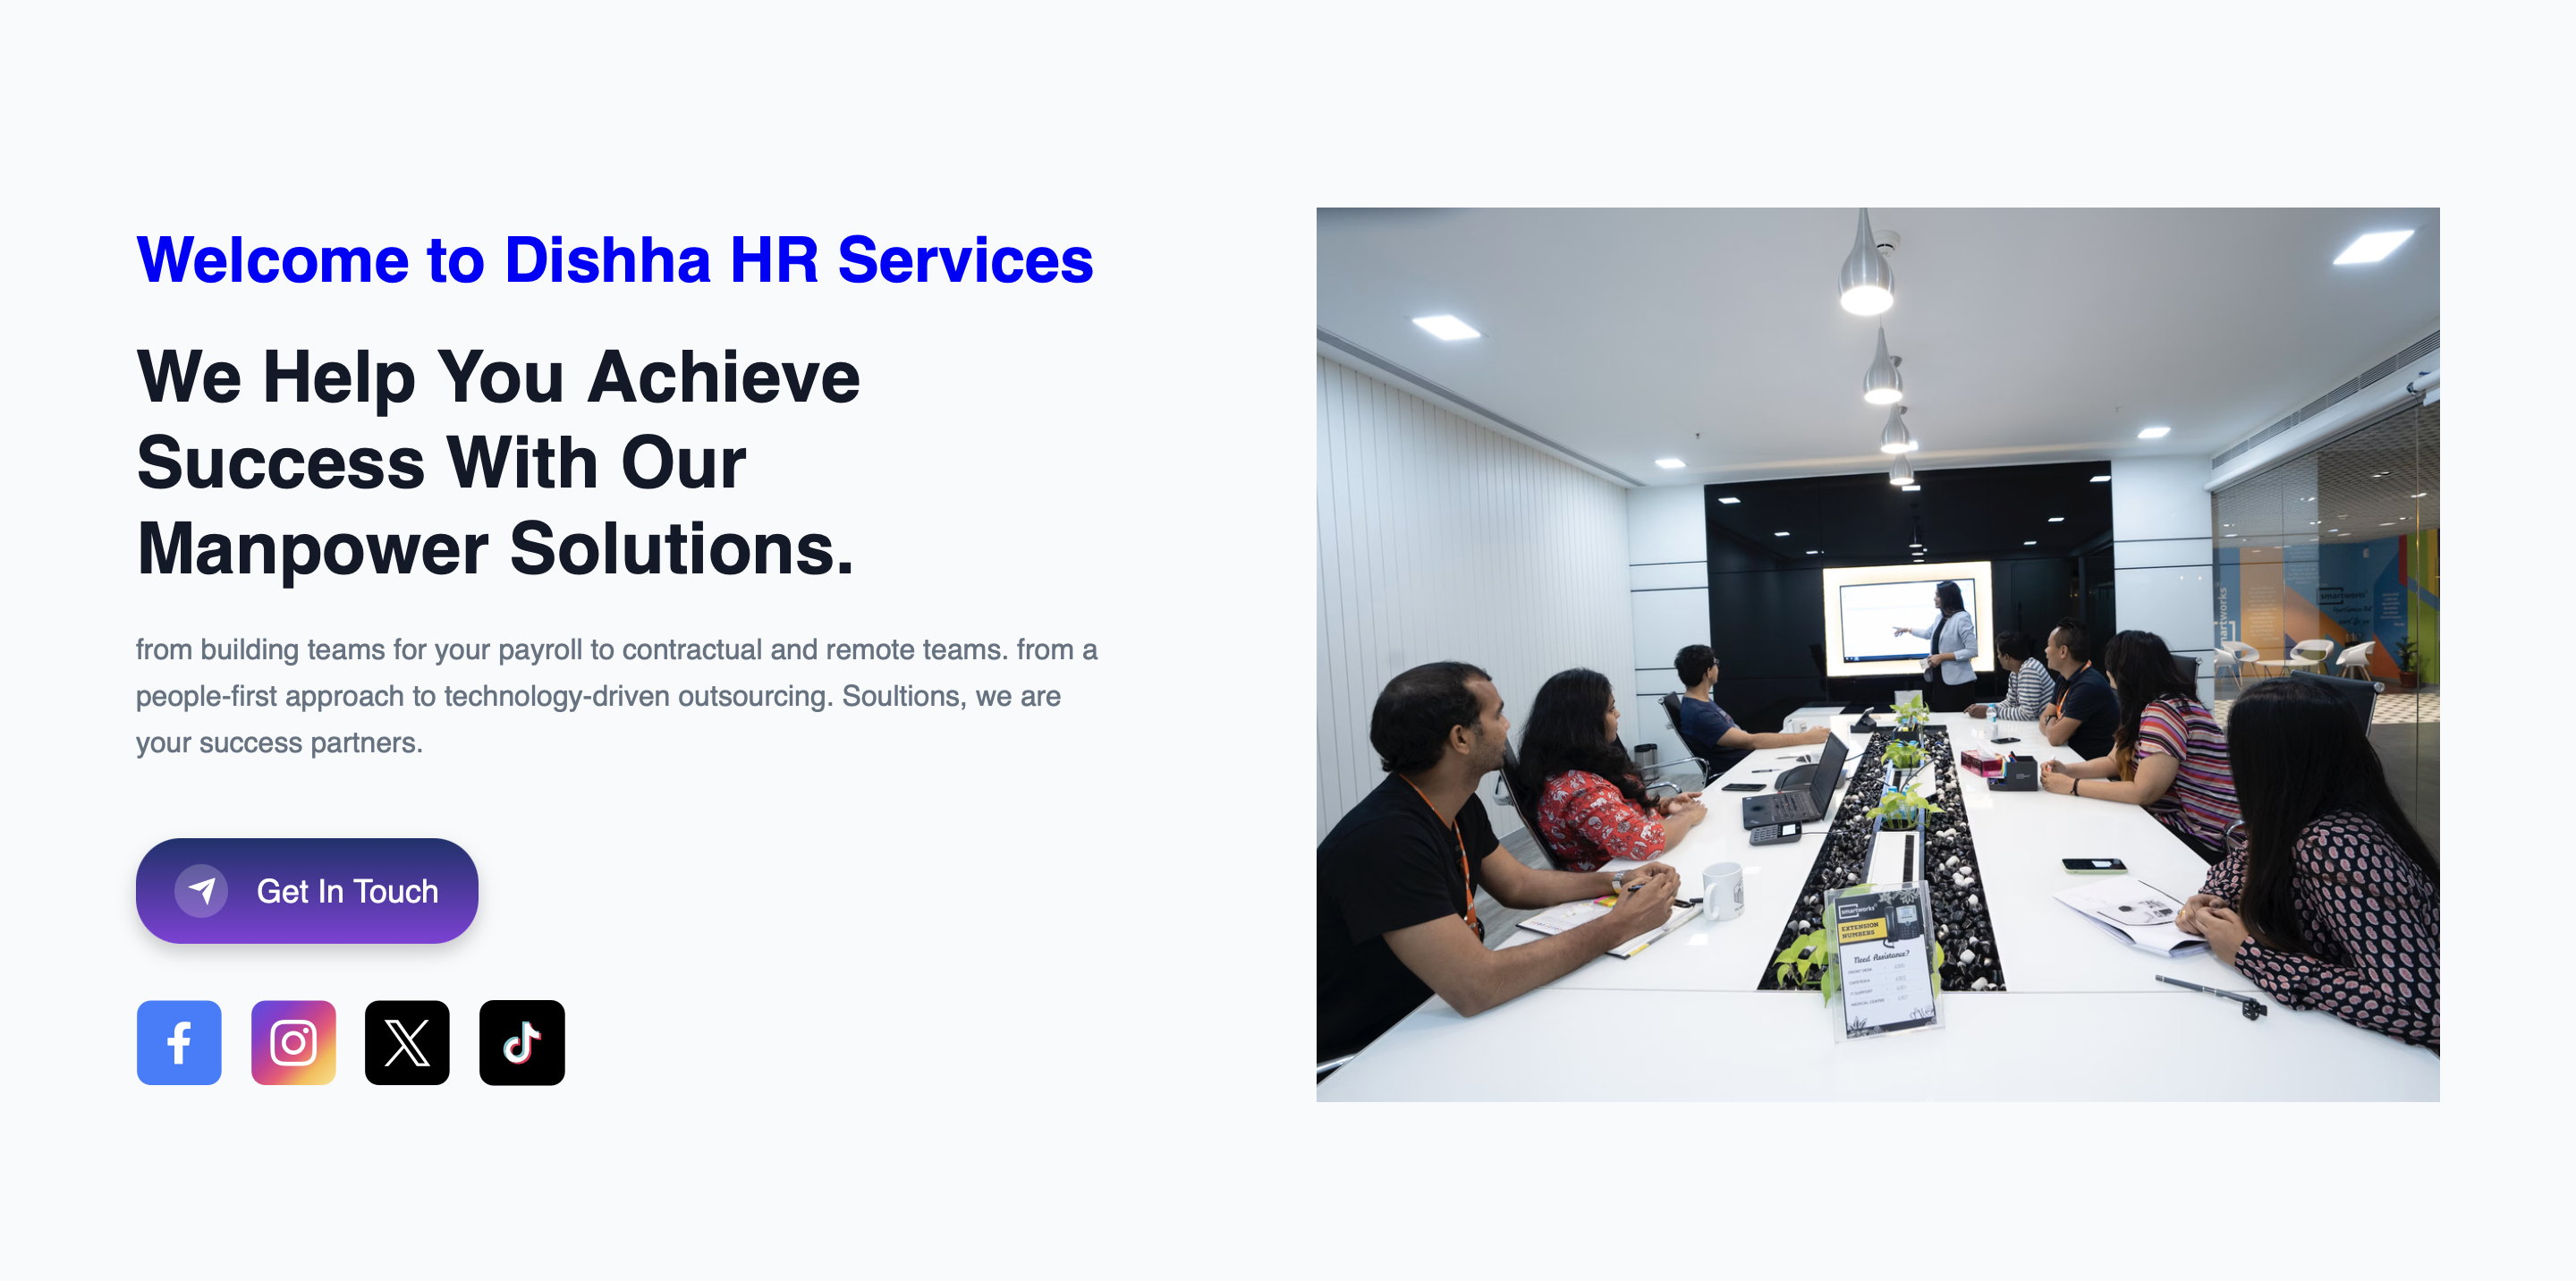 Welcome to Dishha HR Services
We Help You Achieve
Success With Our
Manpower Solutions.
from building teams for your payroll to contractual and remote teams. from a
people-first approach to technology-driven outsourcing. Soultions, we are
your success partners.
Get In Touch
smartworks
smartworks
smartworks
EXTENSION
NUMBERS
Need Assistance?